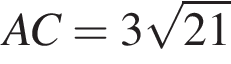 AC = 3√21